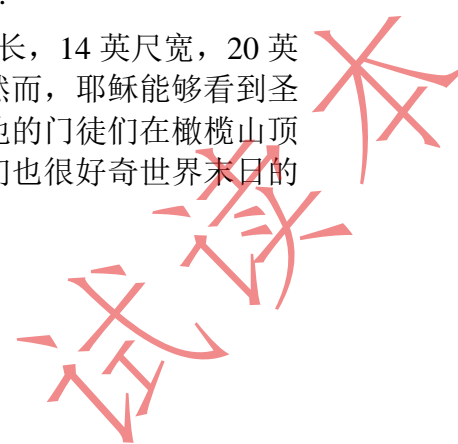 长，14 英尺宽，20 英
然而，耶稣能够看到圣
他的门徒们在橄榄山顶
们也很好奇世界末日的
试读本